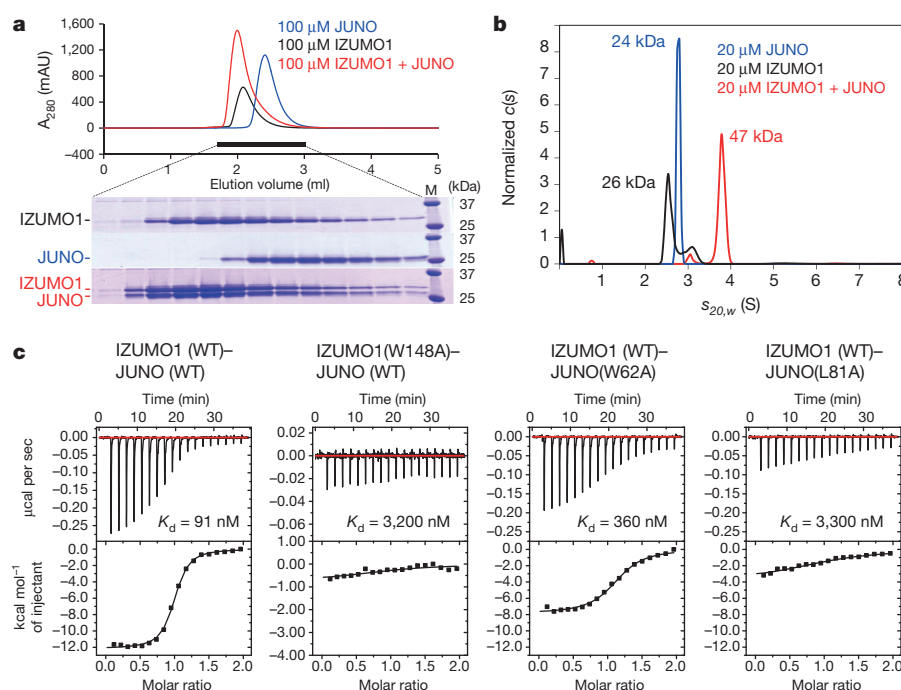 a
1,600
1,200
800
400
0
−400
A280 (mAU)
100 μM JUNO
100 μM IZUMO1
100 μM IZUMO1 + JUNO
0 1 2 3 4 5
Elution volume (ml)
M (kDa)
IZUMO1-
37
25
JUNO-
37
25
IZUMO1-
JUNO-
37
25
b
Normalized c(s)
8
7
6
5
4
3
2
1
0
24 kDa
26 kDa
47 kDa
20 μM JUNO
20 μM IZUMO1
20 μM IZUMO1 + JUNO
1 2 3 4 5 6 7 8
s20,w (S)
c
IZUMO1 (WT)–
JUNO (WT)
Time (min)
0 10 20 30
μcal per sec
0.00
−0.05
−0.10
−0.15
−0.20
−0.25
Kd = 91 nM
kcal mol−1
of injectant
0.0
−2.0
−4.0
−6.0
−8.0
−10.0
−12.0
0.0 0.5 1.0 1.5 2.0
Molar ratio
IZUMO1(W148A)–
JUNO (WT)
Time (min)
0 10 20 30
0.02
0.00
−0.02
−0.04
−0.06
Kd = 3,200 nM
1.00
0.00
−1.00
−2.00
−3.00
−4.00
0.0 0.5 1.0 1.5 2.0
Molar ratio
IZUMO1 (WT)–
JUNO(W62A)
Time (min)
0 10 20 30
0.00
−0.05
−0.10
−0.15
−0.20
−0.25
Kd = 360 nM
0.0
−2.0
−4.0
−6.0
−8.0
−10.0
−12.0
0.0 0.5 1.0 1.5 2.0
Molar ratio
IZUMO1 (WT)–
JUNO(L81A)
Time (min)
0 10 20 30
0.00
−0.05
−0.10
−0.15
−0.20
−0.25
Kd = 3,300 nM
0.0
−2.0
−4.0
−6.0
−8.0
−10.0
−12.0
0.0 0.5 1.0 1.5 2.0
Molar ratio